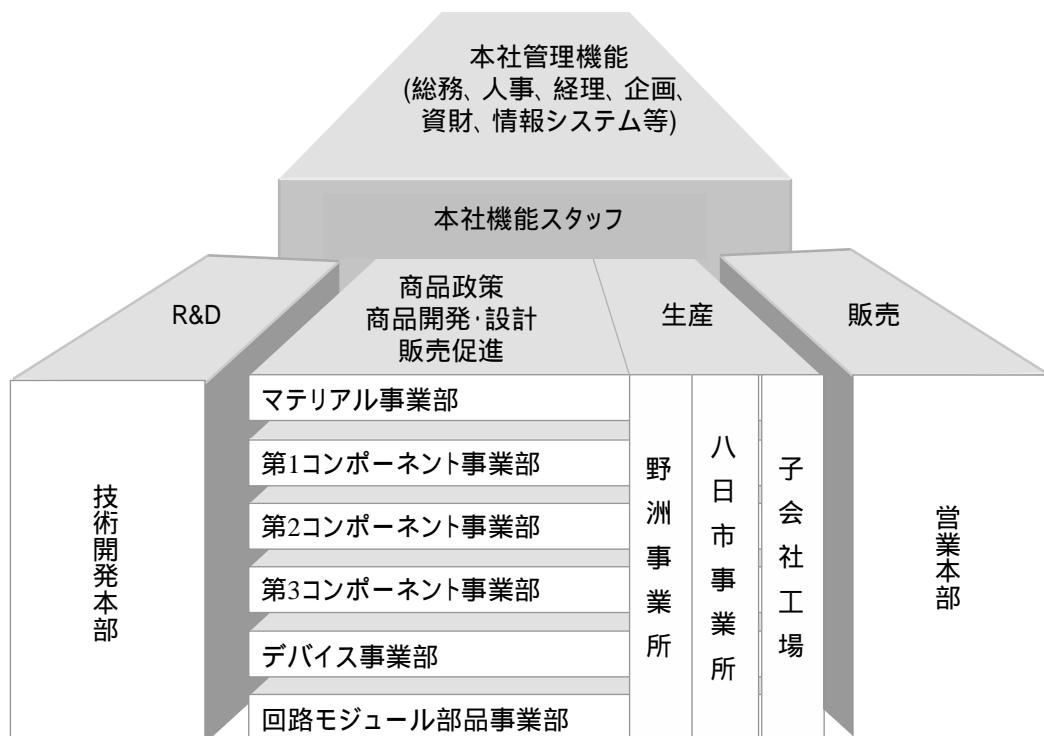 本社管理機能
(総務、人事、経理、企画、
資財、情報システム等)
本社機能スタッフ
R&D
商品政策
商品開発･設計
販売促進
生産
販売
技術開発本部
マテリアル事業部
第1コンポーネント事業部
第2コンポーネント事業部
第3コンポーネント事業部
デバイス事業部
回路モジュール部品事業部
野洲事業所
八日市事業所
子会社工場
営業本部